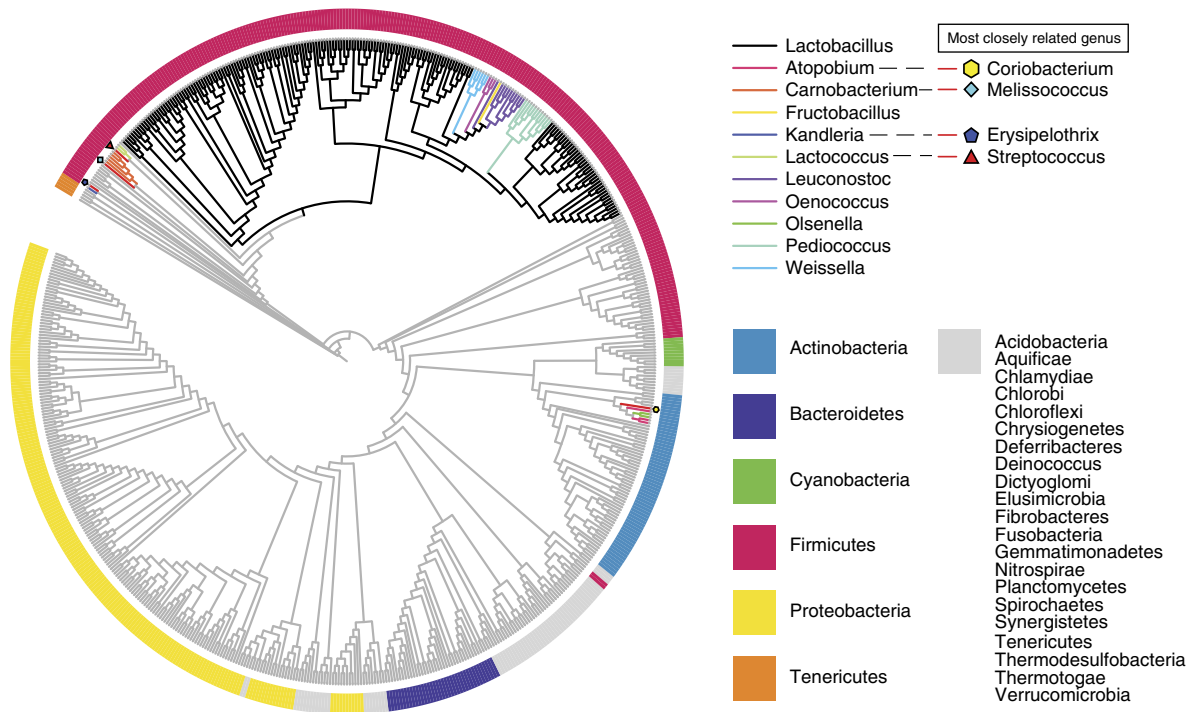 Most closely related genus
Lactobacillus
Atopobium
Coriobacterium
Carnobacterium
Melissococcus
Fructobacillus
Kandleria
Erysipelothrix
Lactococcus
Streptococcus
Leuconostoc
Oenococcus
Olsenella
Pediococcus
Weissella
Actinobacteria
Bacteroidetes
Cyanobacteria
Firmicutes
Proteobacteria
Tenericutes
Acidobacteria
Aquificae
Chlamydiae
Chlorobi
Chloroflexi
Chrysiogenetes
Deferribacteres
Deinococcus
Dictyoglomi
Elusimicrobia
Fibrobacteres
Fusobacteria
Gemmatimonadetes
Nitrospirae
Planctomycetes
Spirochaetes
Synergistetes
Tenericutes
Thermodesulfobacteria
Thermotogae
Verrucomicrobia